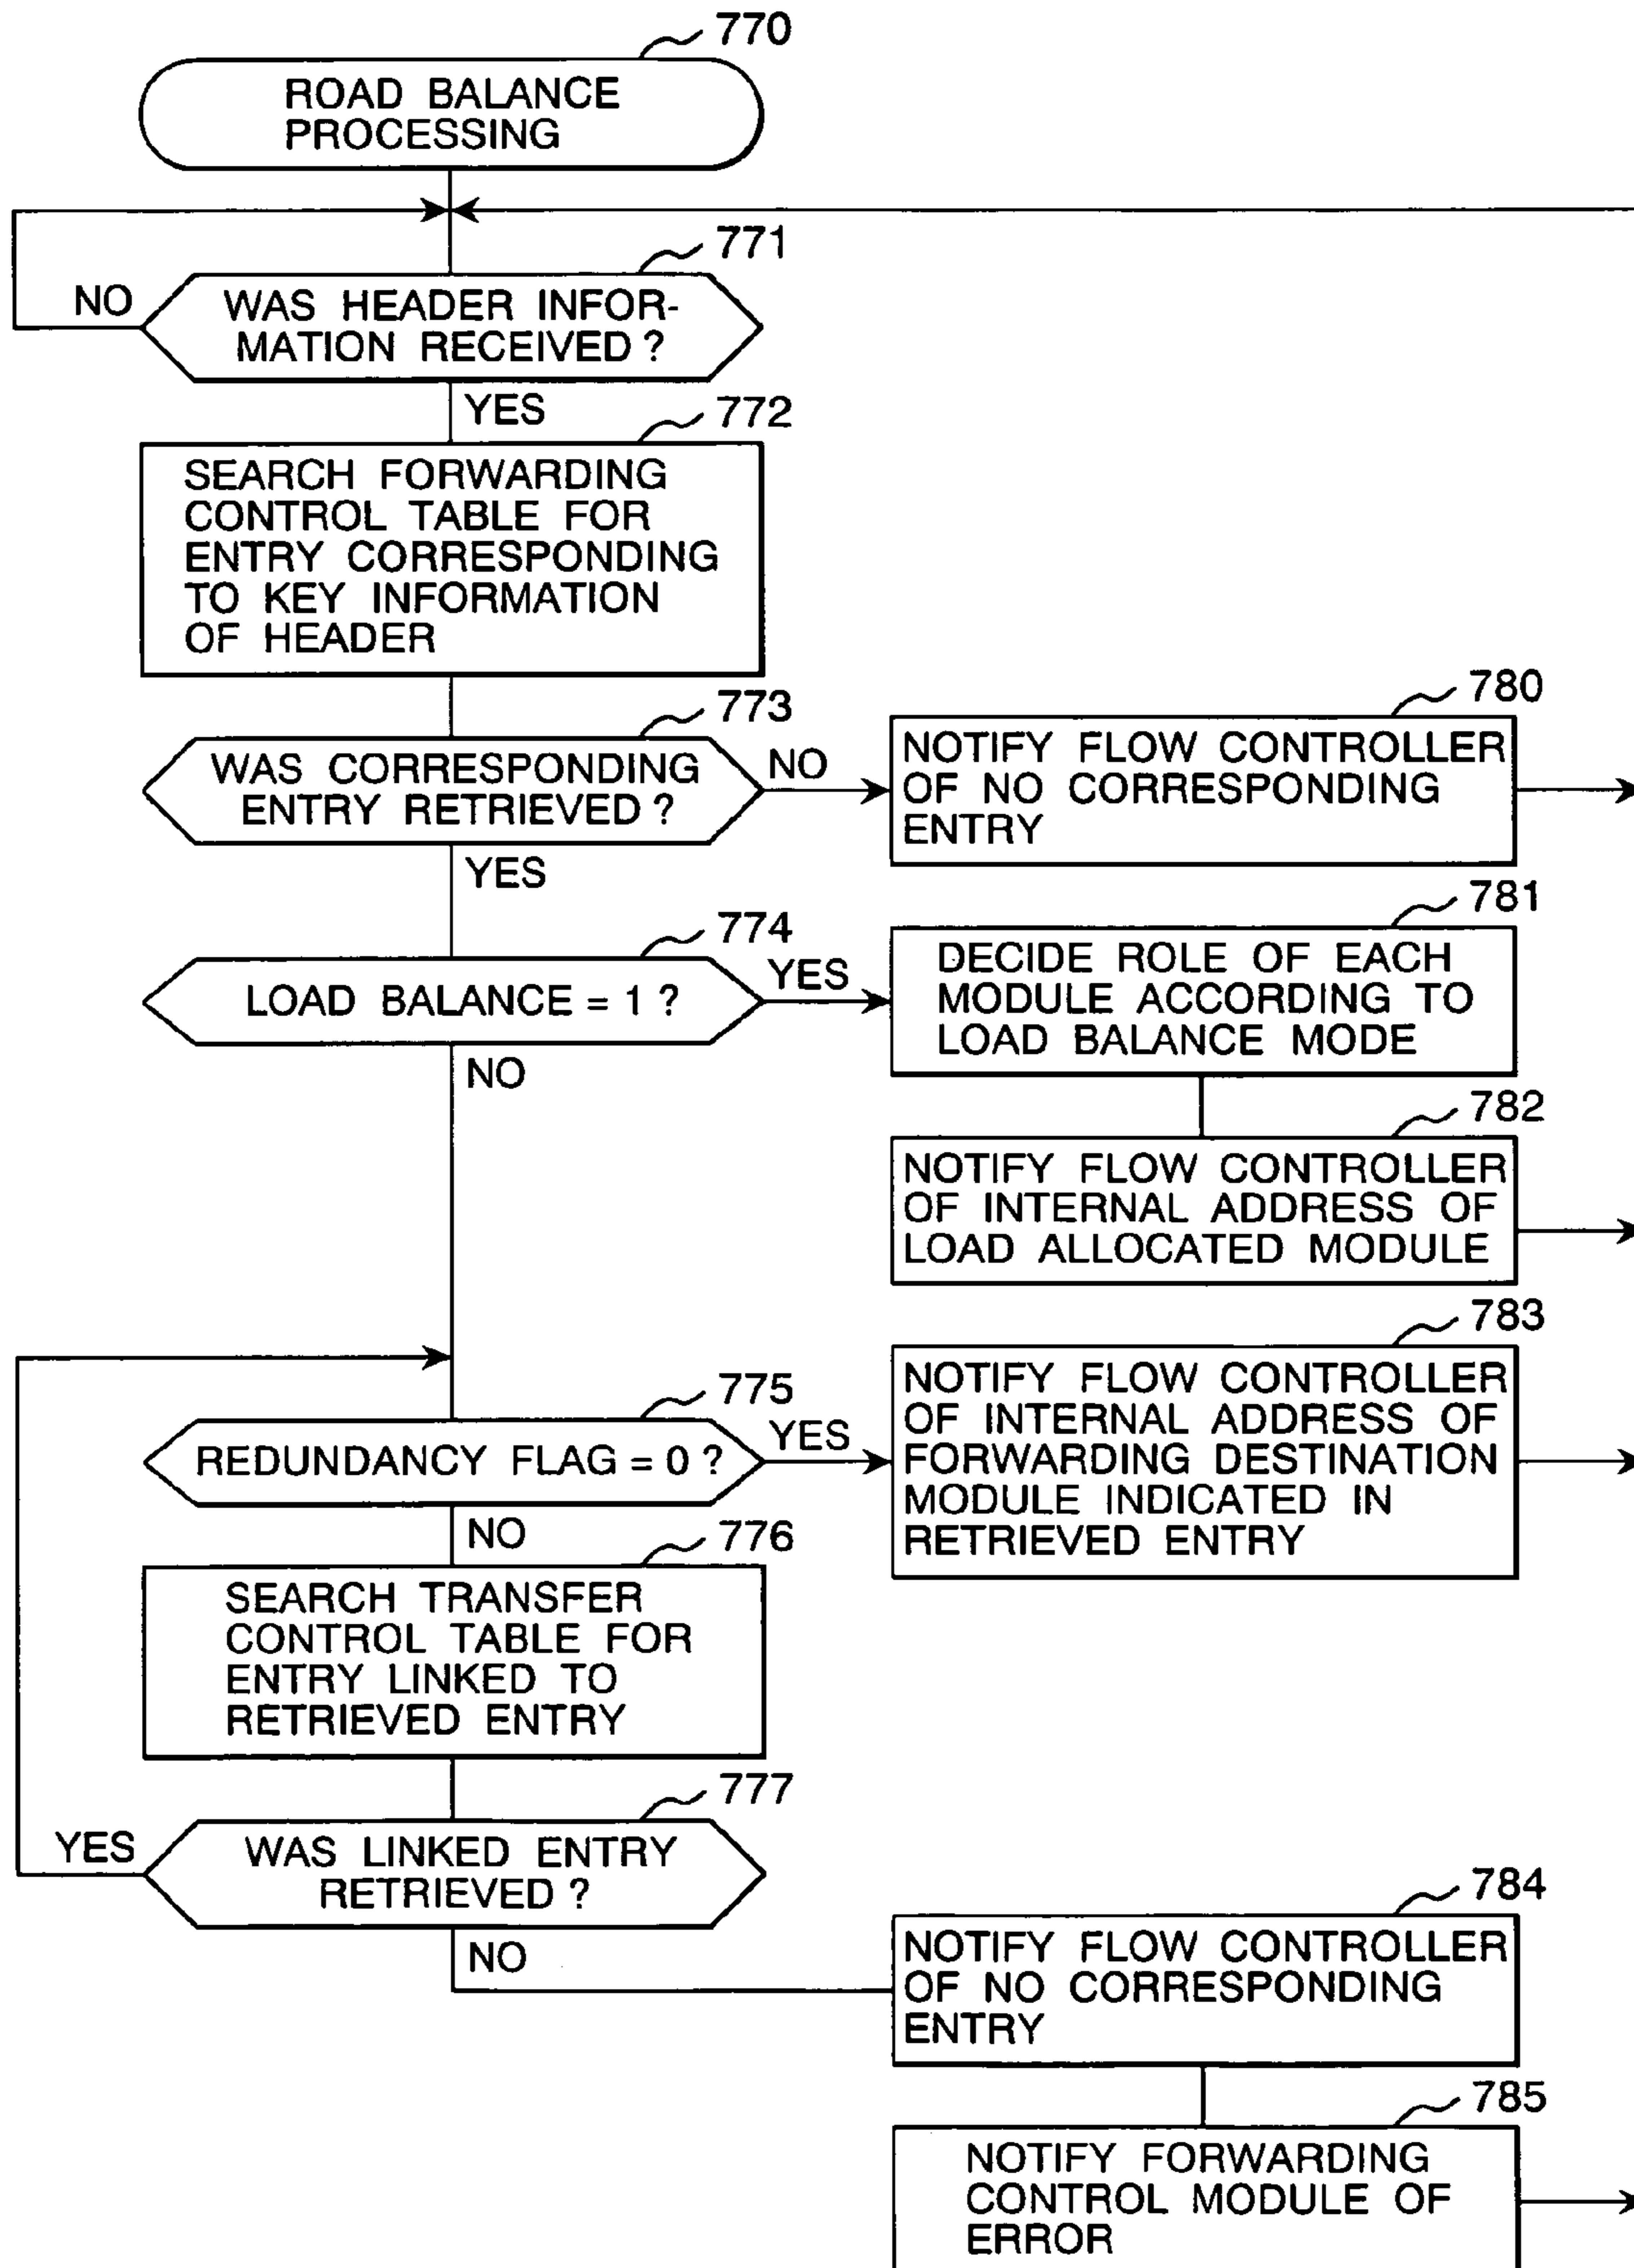 770
ROAD BALANCE
PROCESSING
771
NO
WAS HEADER INFOR-
MATION RECEIVED ?
YES
772
SEARCH FORWARDING
CONTROL TABLE FOR
ENTRY CORRESPONDING
TO KEY INFORMATION
OF HEADER
773
WAS CORRESPONDING
ENTRY RETRIEVED ?
NO
780
NOTIFY FLOW CONTROLLER
OF NO CORRESPONDING
ENTRY
YES
774
LOAD BALANCE = 1 ?
YES
781
DECIDE ROLE OF EACH
MODULE ACCORDING TO
LOAD BALANCE MODE
NO
782
NOTIFY FLOW CONTROLLER
OF INTERNAL ADDRESS OF
LOAD ALLOCATED MODULE
775
REDUNDANCY FLAG = 0 ?
YES
783
NOTIFY FLOW CONTROLLER
OF INTERNAL ADDRESS OF
FORWARDING DESTINATION
MODULE INDICATED IN
RETRIEVED ENTRY
NO
776
SEARCH TRANSFER
CONTROL TABLE FOR
ENTRY LINKED TO
RETRIEVED ENTRY
777
YES
WAS LINKED ENTRY
RETRIEVED ?
NO
784
NOTIFY FLOW CONTROLLER
OF NO CORRESPONDING
ENTRY
785
NOTIFY FORWARDING
CONTROL MODULE OF
ERROR